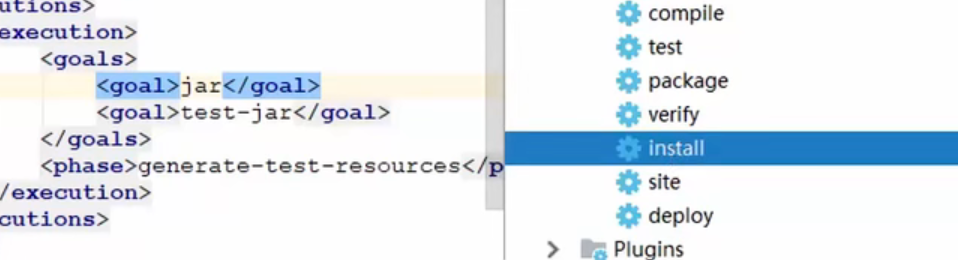 utions>
execution>
<goals>
<goal>jar</goal>
<goal>test-jar</goal>
</goals>
<phase>generate-test-resources</p
/execution>
cutions>
compile
test
package
verify
install
site
deploy
Plugins